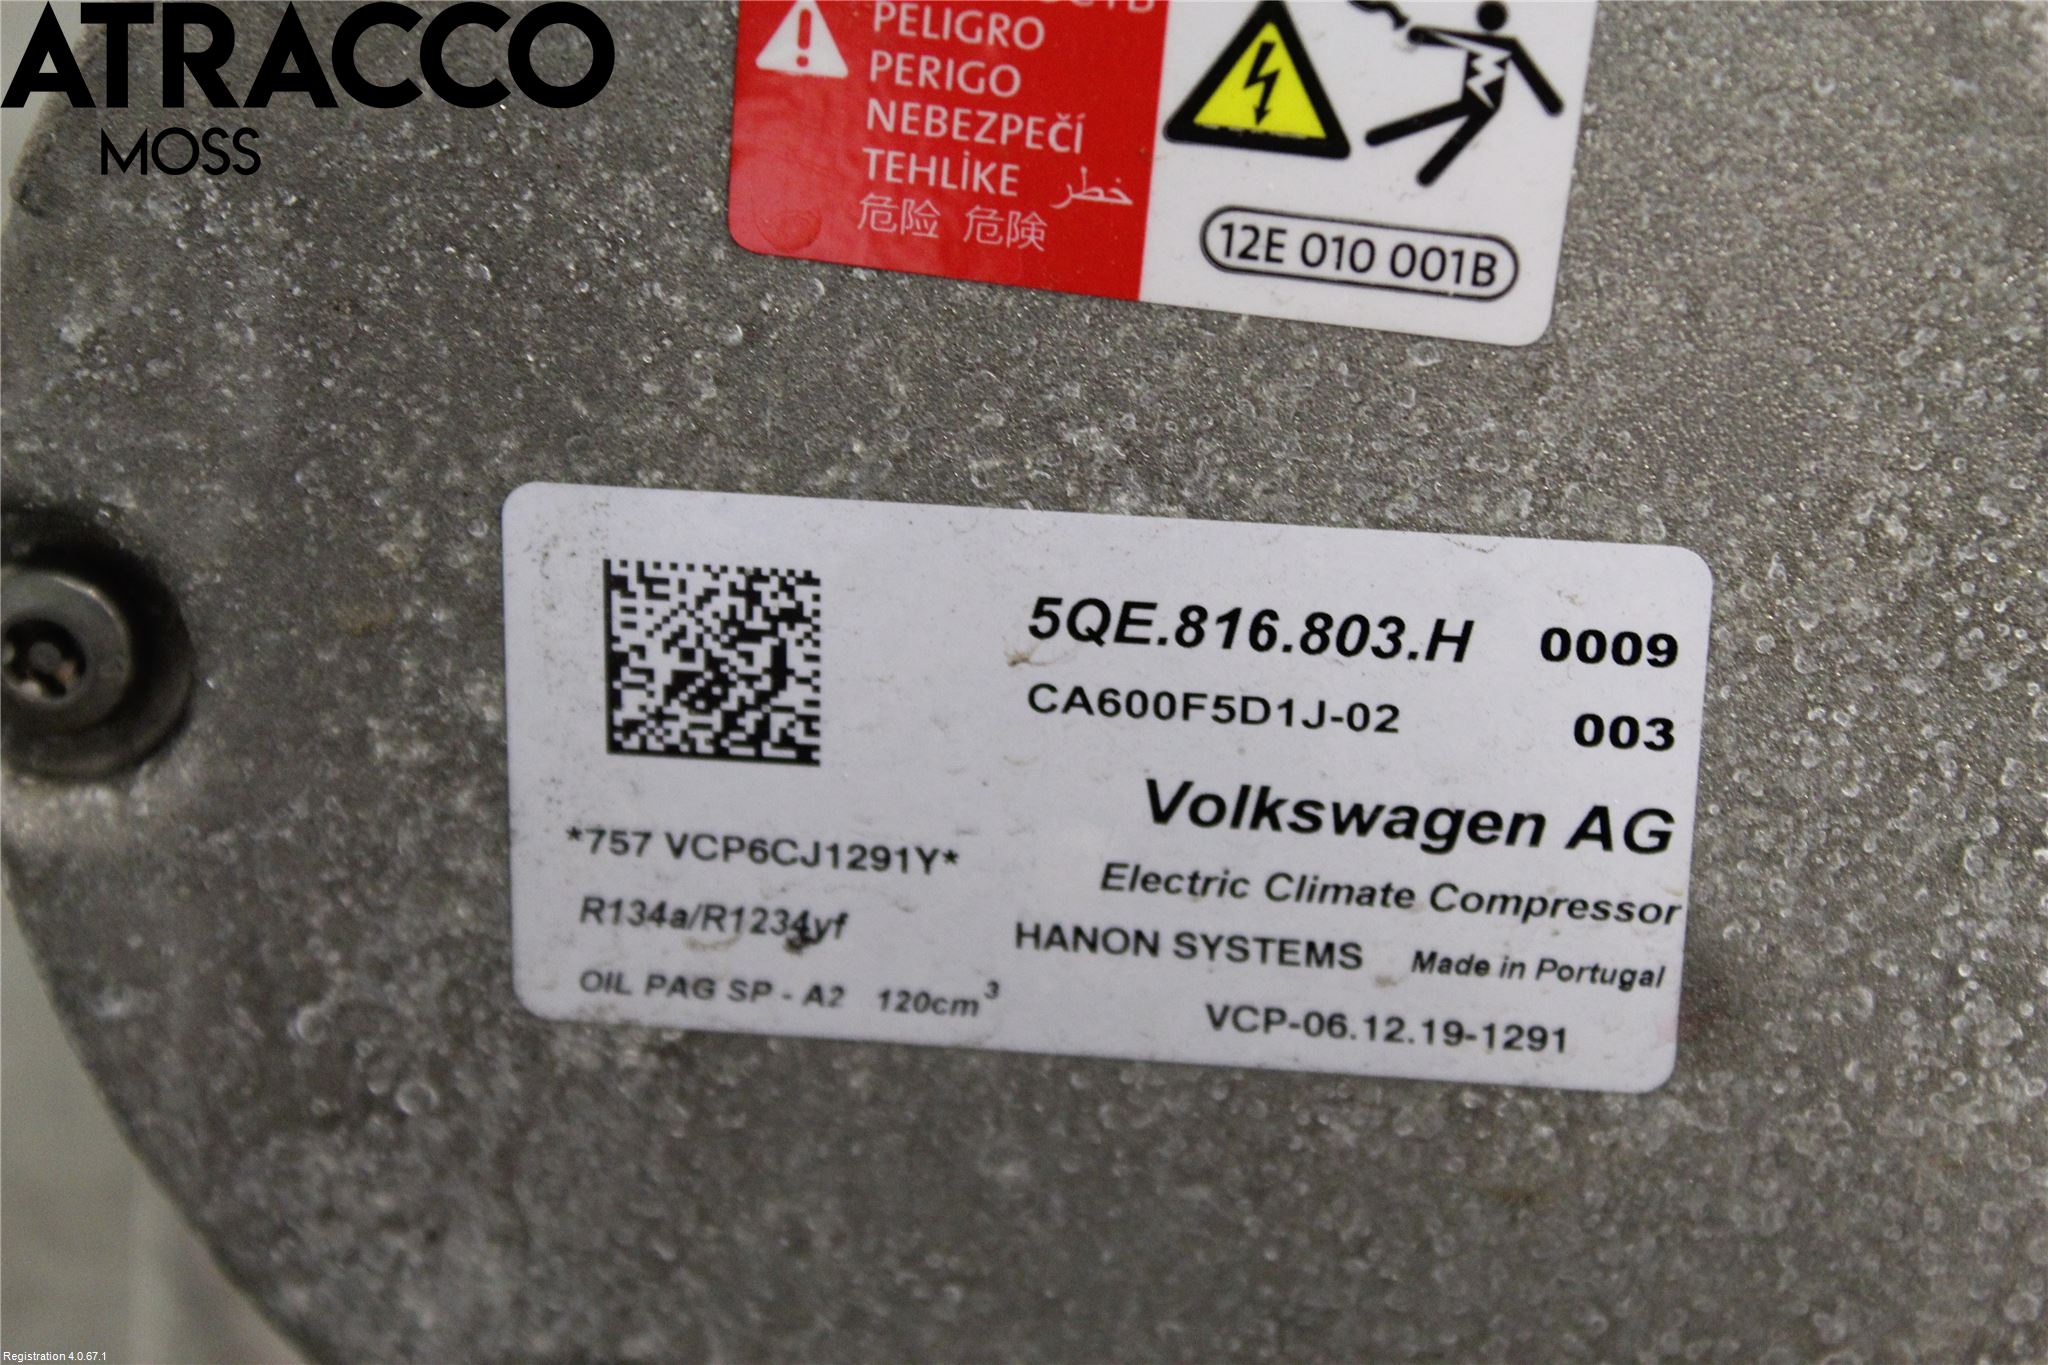 ATRACCO
MOSS
PELIGRO
PERIGO
NEBEZPEČÍ
TEHLİKE خطر
危险 危険
12E 010 001B
5QE.816.803.H 0009
CA600F5D1J-02 003
Volkswagen AG
*757 VCP6CJ1291Y*
Electric Climate Compressor
R134a/R1234yf
HANON SYSTEMS Made in Portugal
OIL PAG SP - A2 120cm³
VCP-06.12.19-1291
Registration 4.0.67.1